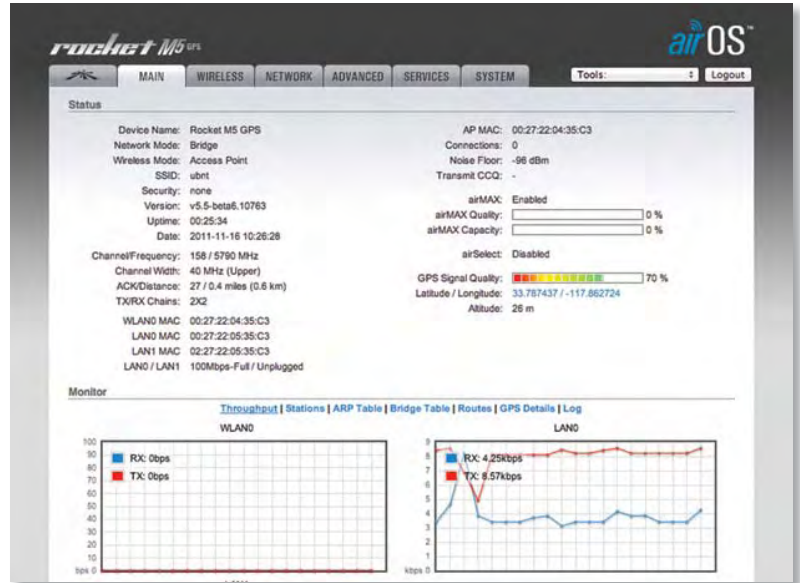 rocket M5 GPS
airOS™
MAIN WIRELESS NETWORK ADVANCED SERVICES SYSTEM Tools: Logout
Status
Device Name: Rocket M5 GPS
Network Mode: Bridge
Wireless Mode: Access Point
SSID: ubnt
Security: none
Version: v5.5-beta6.10763
Uptime: 00:25:34
Date: 2011-11-16 10:26:28
Channel/Frequency: 158 / 5790 MHz
Channel Width: 40 MHz (Upper)
ACK/Distance: 27 / 0.4 miles (0.6 km)
TX/RX Chains: 2X2
WLAN0 MAC 00:27:22:04:35:C3
LAN0 MAC 00:27:22:05:35:C3
LAN1 MAC 02:27:22:05:35:C3
LAN0 / LAN1 100Mbps-Full / Unplugged
AP MAC: 00:27:22:04:35:C3
Connections: 0
Noise Floor: -96 dBm
Transmit CCQ: -
airMAX: Enabled
airMAX Quality: 0 %
airMAX Capacity: 0 %
airSelect: Disabled
GPS Signal Quality: 70 %
Latitude / Longitude: 33.787437 / -117.862724
Altitude: 26 m
Monitor
Throughput | Stations | ARP Table | Bridge Table | Routes | GPS Details | Log
WLAN0
100
90
80
70
60
50
40
30
20
10
bps 0
RX: 0bps
TX: 0bps
LAN0
9
8
7
6
5
4
3
2
1
kbps 0
RX: 4.25kbps
TX: 8.57kbps